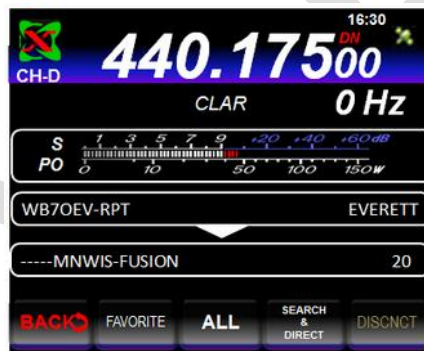 16:30
CH-D 440.17500 DN
CLAR 0 Hz
S 1 3 5 7 9 +20 +40 +60dB
PO 0 10 50 100 150W
WB7OEV-RPT EVERETT
-----MNWIS-FUSION 20
BACK FAVORITE ALL SEARCH & DIRECT DISCNCT